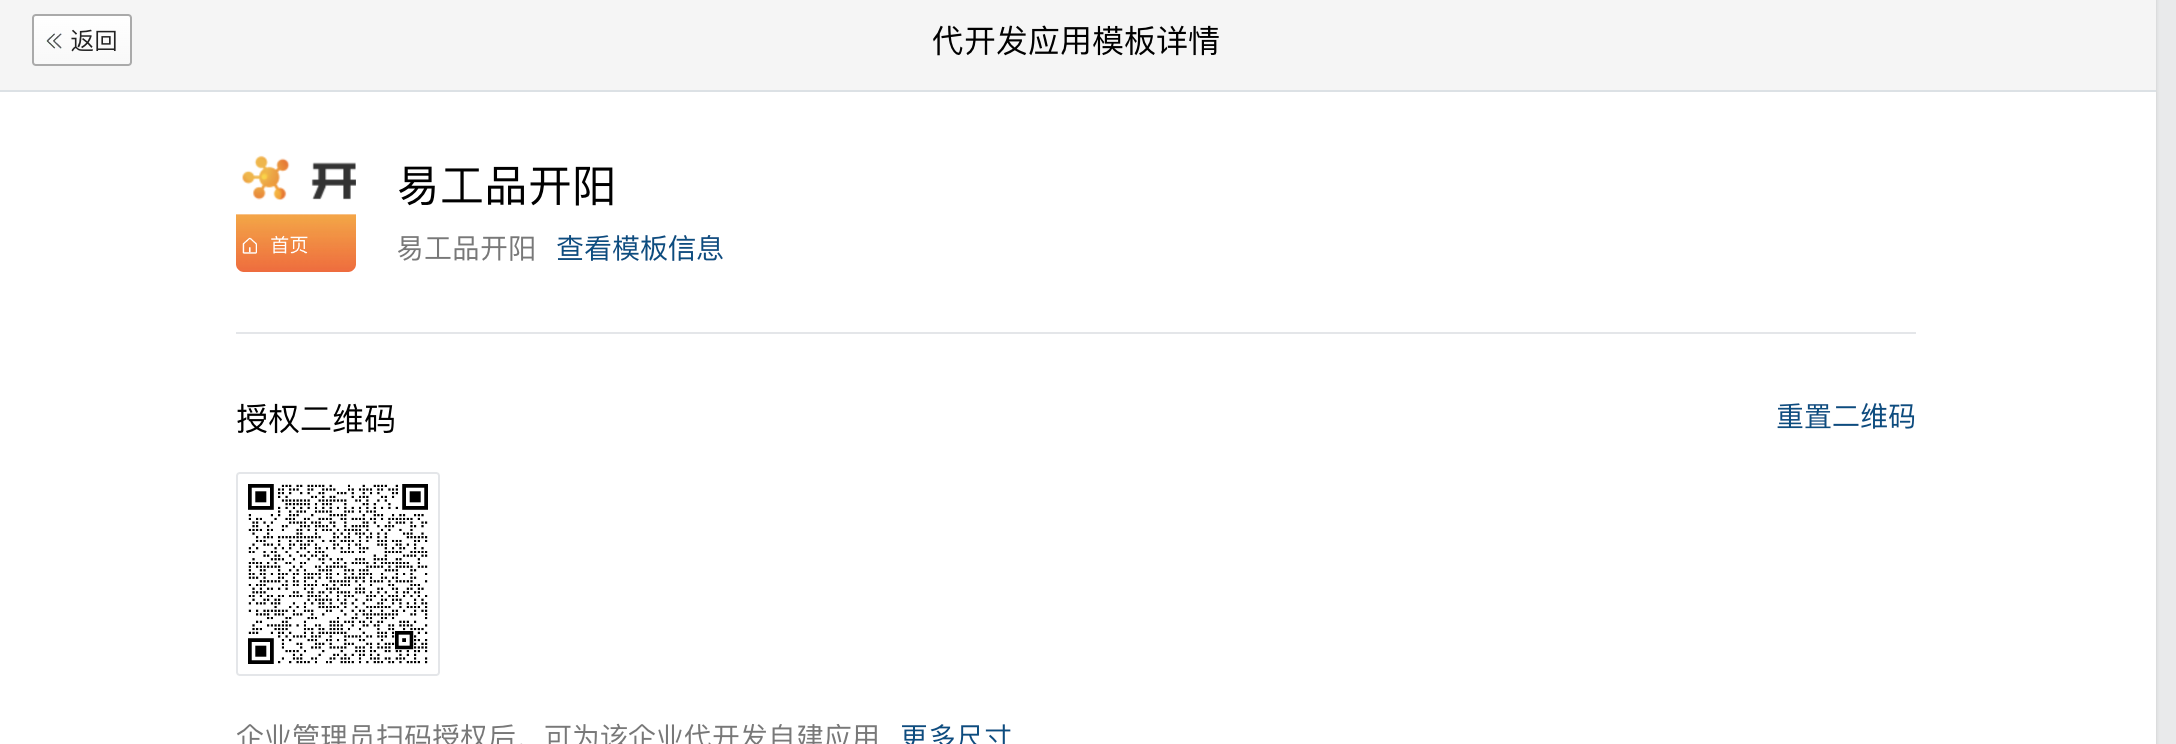 返回
代开发应用模板详情
开
易工品开阳
首页
易工品开阳 查看模板信息
授权二维码 重置二维码
企业管理员扫码授权后，可为该企业代开发自建应用 更多尺寸